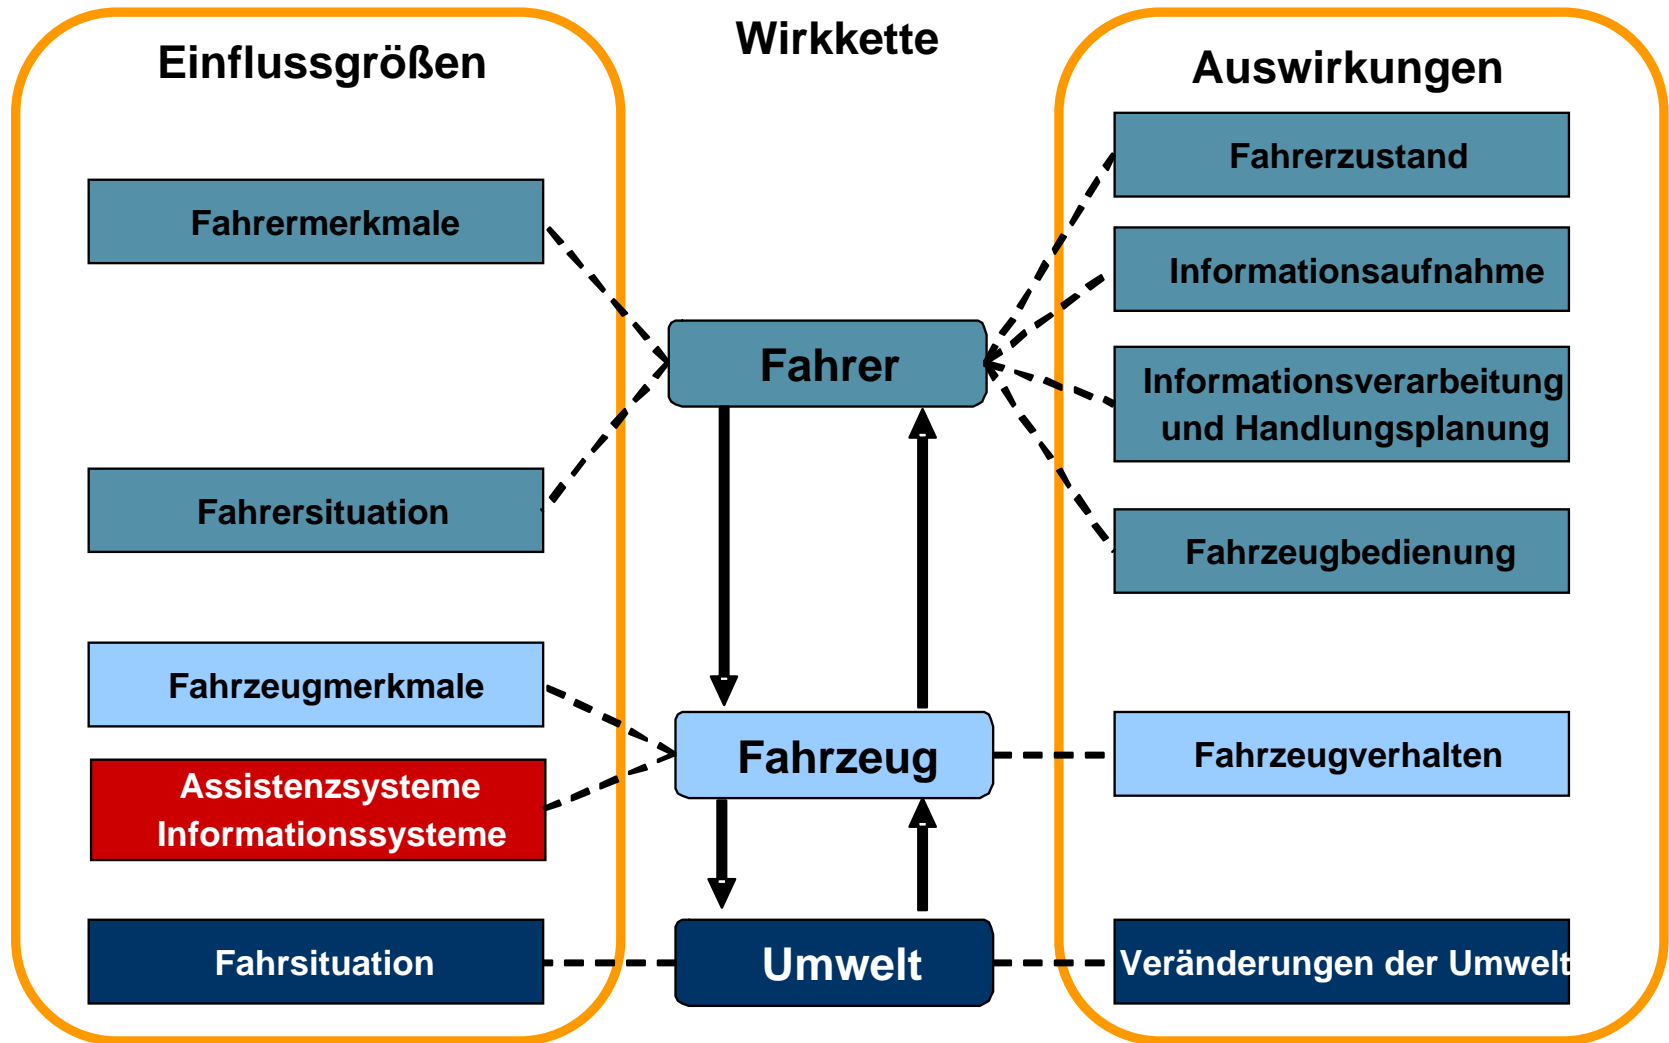 Einflussgrößen
Fahrermerkmale
Fahrersituation
Fahrzeugmerkmale
Assistenzsysteme
Informationssysteme
Fahrsituation
Wirkkette
Fahrer
Fahrzeug
Umwelt
Auswirkungen
Fahrerzustand
Informationsaufnahme
Informationsverarbeitung
und Handlungsplanung
Fahrzeugbedienung
Fahrzeugverhalten
Veränderungen der Umwelt